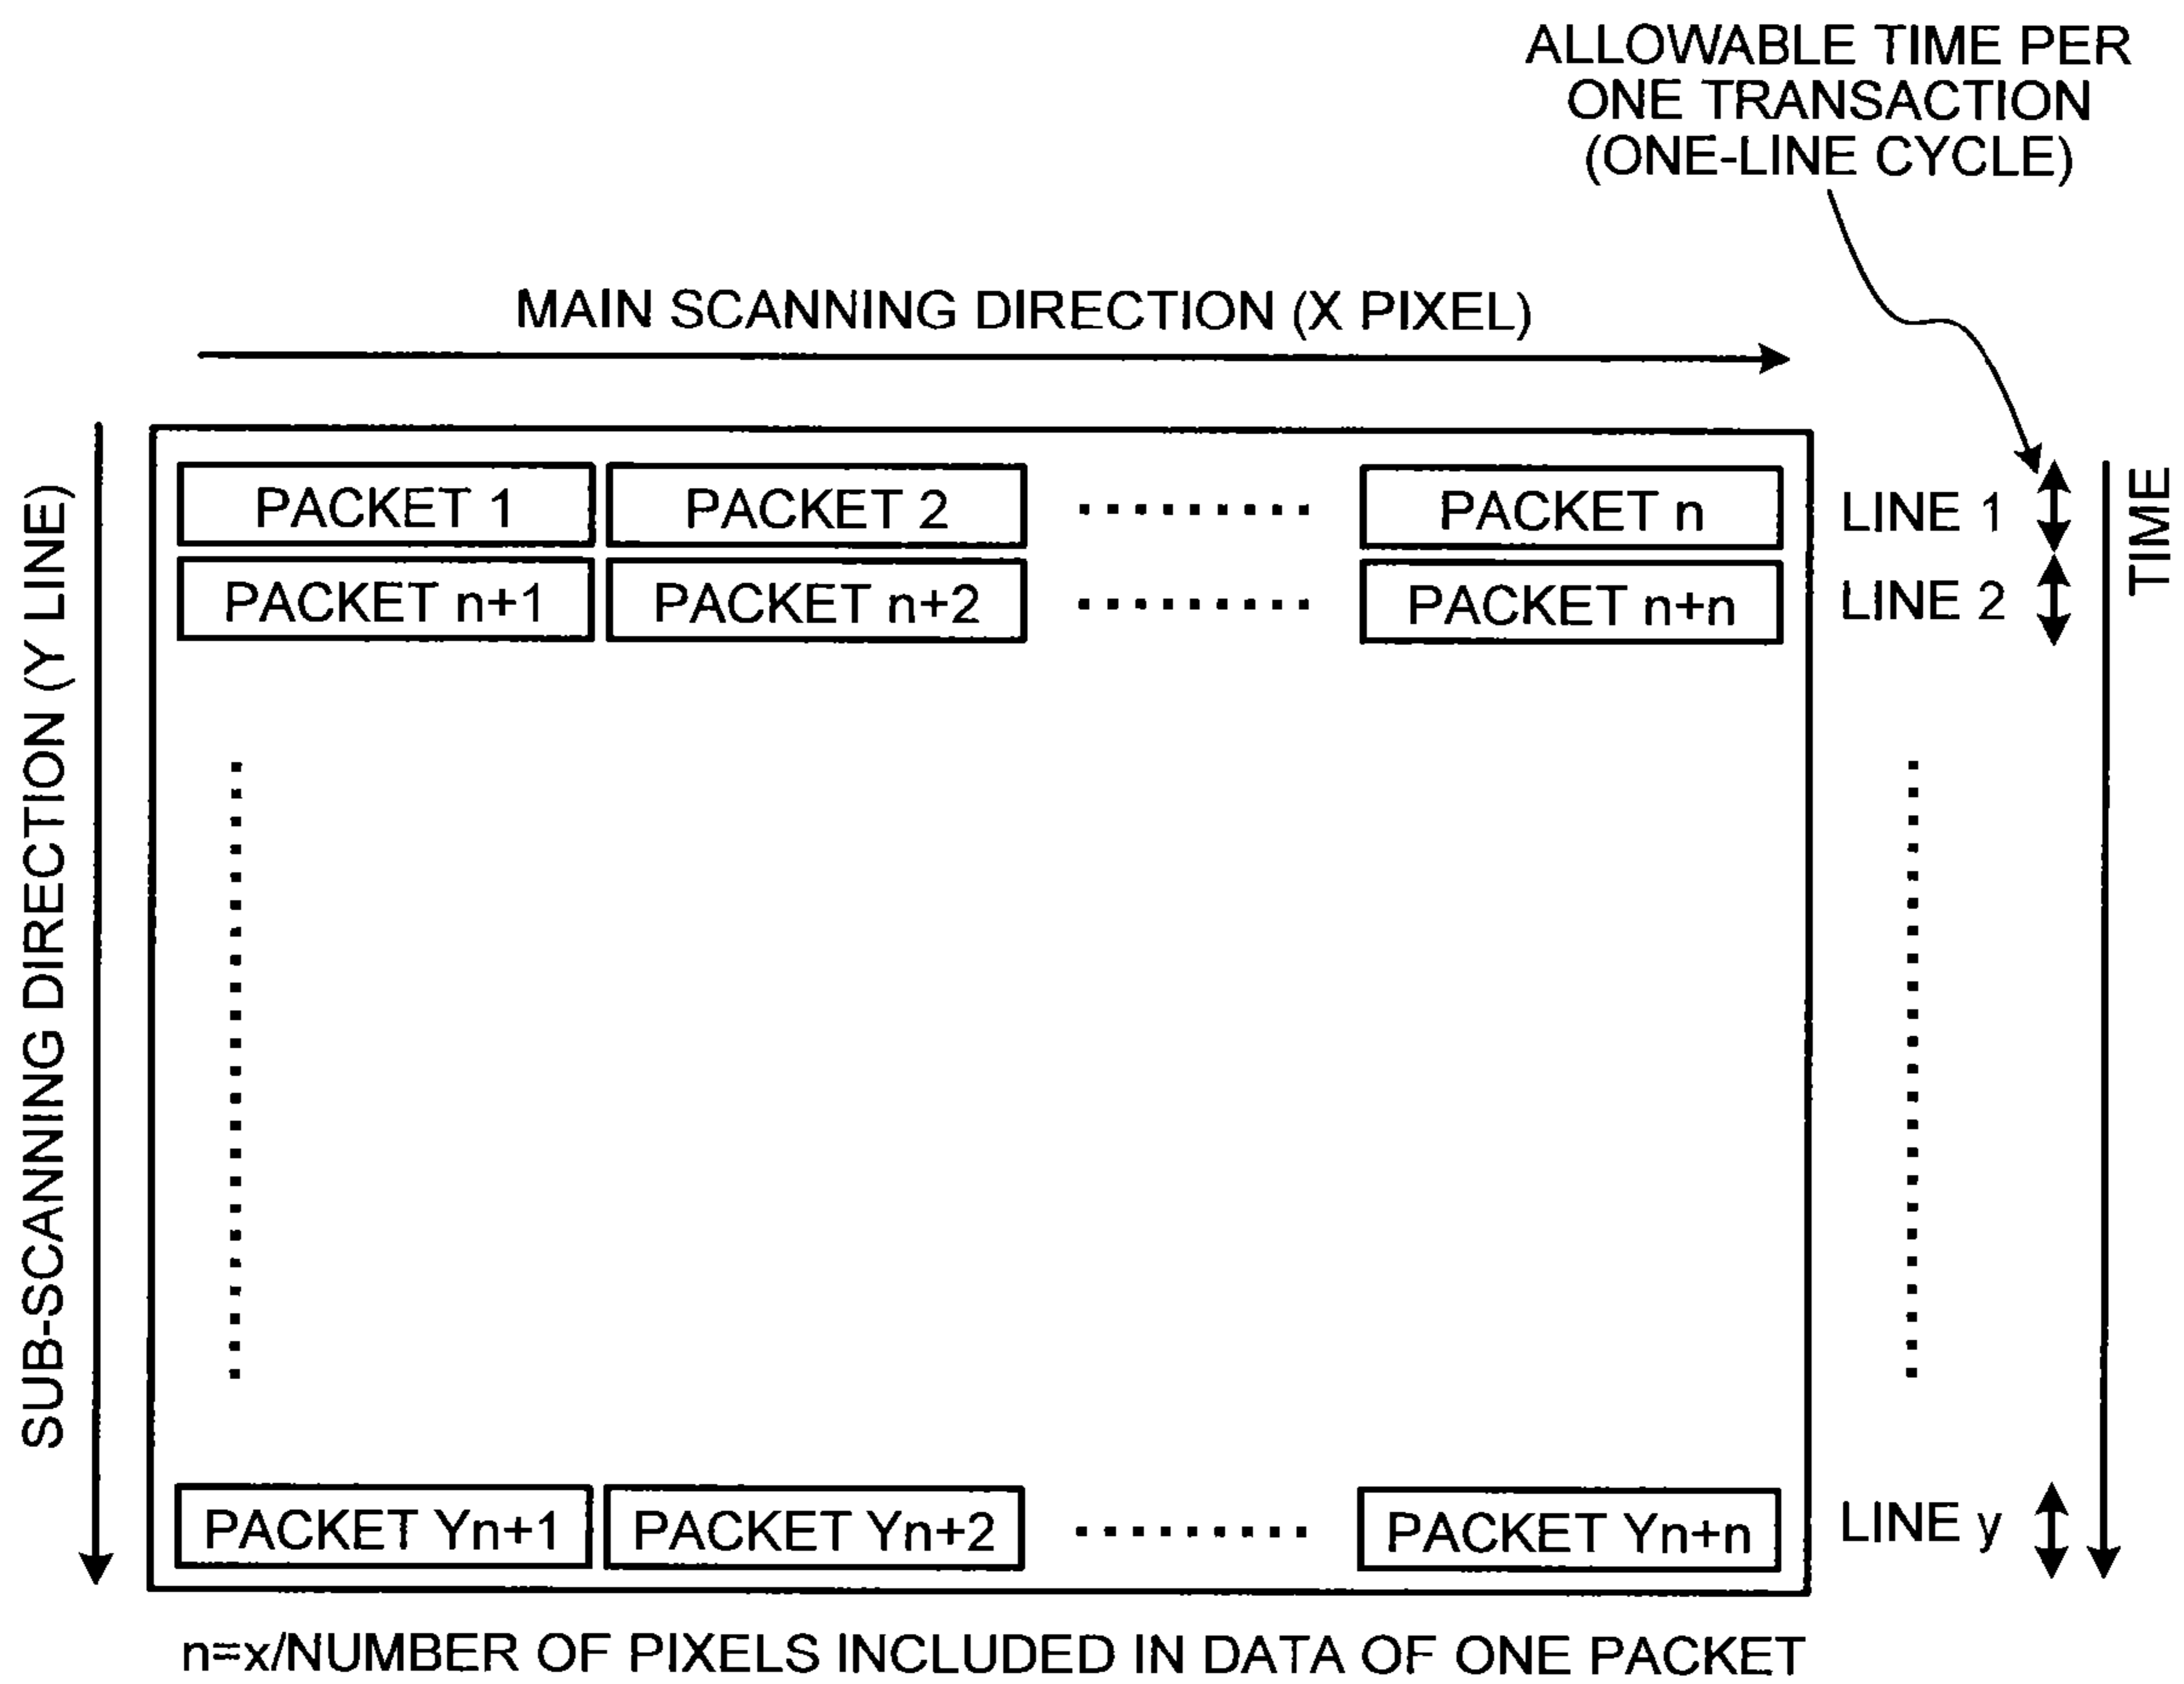 ALLOWABLE TIME PER
ONE TRANSACTION
(ONE-LINE CYCLE)
MAIN SCANNING DIRECTION (X PIXEL)
SUB-SCANNING DIRECTION (Y LINE)
PACKET 1 PACKET 2 ......... PACKET n LINE 1
TIME
PACKET n+1 PACKET n+2 ......... PACKET n+n LINE 2
PACKET Yn+1 PACKET Yn+2 ......... PACKET Yn+n LINE y
n=x/NUMBER OF PIXELS INCLUDED IN DATA OF ONE PACKET